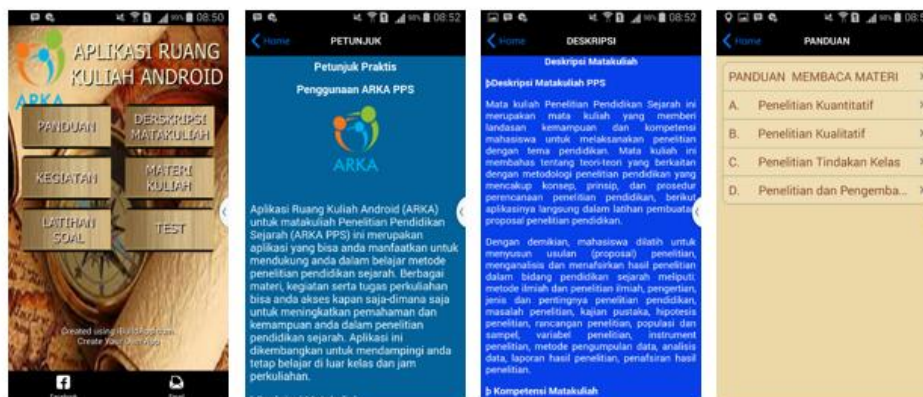 08:50
APLIKASI RUANG
KULIAH ANDROID
ARKA
PANDUAN
DERSKRIPSI
MATAKULIAH
KEGIATAN
MATERI
KULIAH
LATIHAN
SOAL
TEST
Created using iBuildApp.com
Create Your Own App
Facebook
Email
08:52
Home
PETUNJUK
Petunjuk Praktis
Penggunaan ARKA PPS
ARKA
Aplikasi Ruang Kuliah Android (ARKA)
untuk matakuliah Penelitian Pendidikan
Sejarah (ARKA PPS) ini merupakan
aplikasi yang bisa anda manfaatkan untuk
mendukung anda dalam belajar metode
penelitian pendidikan sejarah. Berbagai
materi, kegiatan serta tugas perkuliahan
bisa anda akses kapan saja-dimana saja
untuk meningkatkan pemahaman dan
kemampuan anda dalam penelitian
pendidikan sejarah. Aplikasi ini
dikembangkan untuk mendampingi anda
tetap belajar di luar kelas dan jam
perkuliahan.
08:52
Home
DESKRIPSI
Deskripsi Matakuliah
þDeskripsi Matakuliah PPS
Mata kuliah Penelitian Pendidikan Sejarah ini
merupakan mata kuliah yang memberi
landasan kemampuan dan kompetensi
mahasiswa untuk melaksanakan penelitian
dengan tema pendidikan. Mata kuliah ini
membahas tentang teori-teori yang berkaitan
dengan metodologi penelitian pendidikan yang
mencakup konsep, prinsip, dan prosedur
perencanaan penelitian pendidikan, berikut
aplikasinya langsung dalam latihan pembuatan
proposal penelitian pendidikan.
Dengan demikian, mahasiswa dilatih untuk
menyusun usulan (proposal) penelitian,
menganalisis dan menafsirkan hasil penelitian
dalam bidang pendidikan sejarah meliputi:
metode ilmiah dan penelitian ilmiah, pengertian,
jenis dan pentingnya penelitian pendidikan,
masalah penelitian, kajian pustaka, hipotesis
penelitian, rancangan penelitian, populasi dan
sampel, variabel penelitian, instrument
penelitian, metode pengumpulan data, analisis
data, laporan hasil penelitian, penafsiran hasil
penelitian.
þ Kompetensi Matakuliah
Home
PANDUAN
PANDUAN MEMBACA MATERI
A. Penelitian Kuantitatif
B. Penelitian Kualitatif
C. Penelitian Tindakan Kelas
D. Penelitian dan Pengemba...